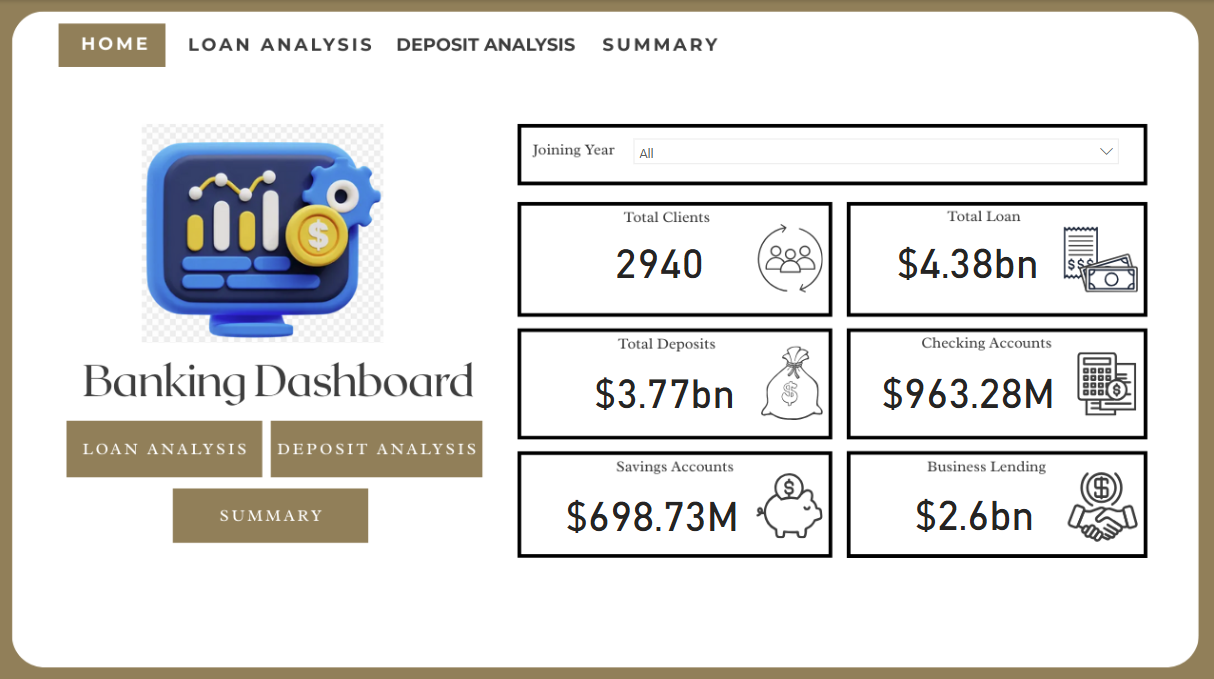 HOME LOAN ANALYSIS DEPOSIT ANALYSIS SUMMARY
Joining Year All
Total Clients
2940
Total Loan
$4.38bn
$$$
$
Total Deposits
$3.77bn
$
Checking Accounts
$963.28M
$
Banking Dashboard
LOAN ANALYSIS DEPOSIT ANALYSIS
SUMMARY
Savings Accounts
$698.73M
$
Business Lending
$2.6bn
$